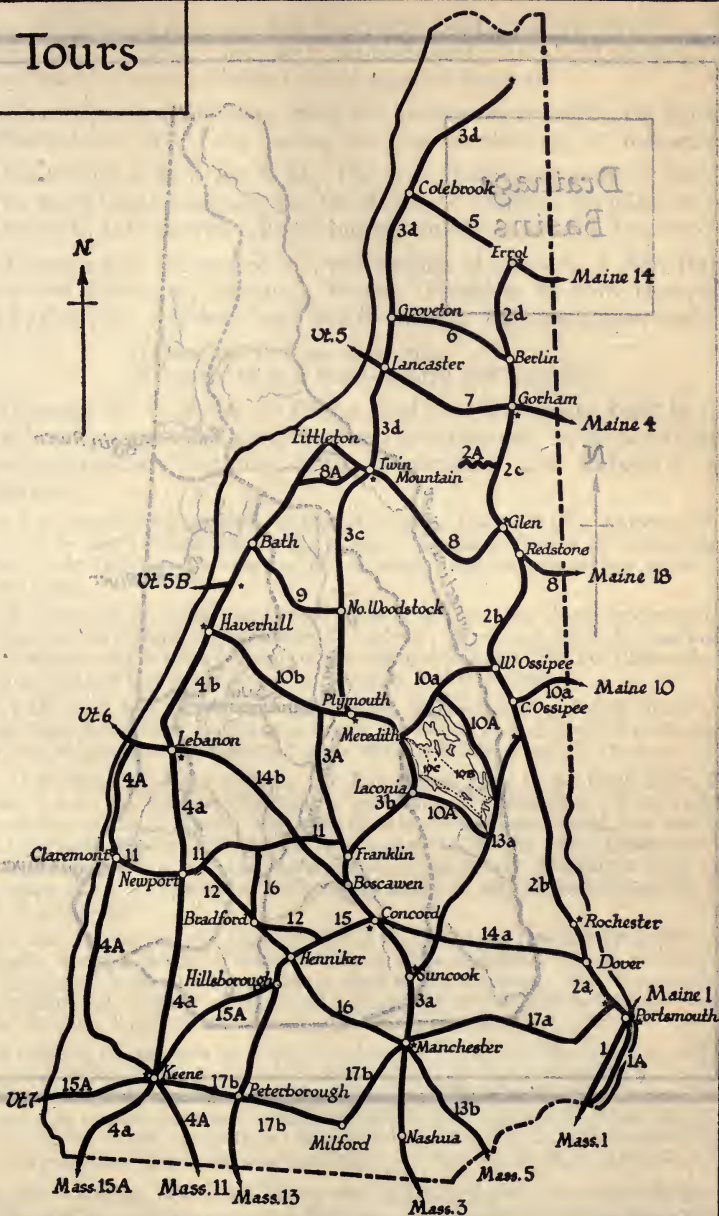 Tours
3d
Drainage
Colebrook
Basins
5
N
3d
Errol
Maine 14
Groveton
2d
6
Vt. 5
Berlin
Lancaster
7
Gorham
Maine 4
3d
Littleton
2A
N
8A
Twin
Mountain
2c
Glen
3c
8
Bath
Redstone
Vt. 5B
8
Maine 18
9
No. Woodstock
2b
Haverhill
W. Ossipee
10b
10a
10a
Maine 10
4b
Plymouth
C. Ossipee
Meredith
10A
Vt. 6
3A
Lebanon
10C
10B
4A
14b
Laconia
4a
3b
10A
11
13a
Claremont
11
11
Franklin
Newport
12
16
Boscawen
2b
Bradford
12
15
Concord
Rochester
4A
14a
Henniker
Dover
Hillsborough
Suncook
4a
2a
Maine 1
15A
16
3a
17a
Portsmouth
Manchester
1
1A
Keene
15A
17b
Peterborough
17b
Vt. 7
4A
17b
13b
4a
Milford
Nashua
Mass. 1
Mass. 5
Mass. 15A
Mass. 11
Mass. 13
Mass. 3